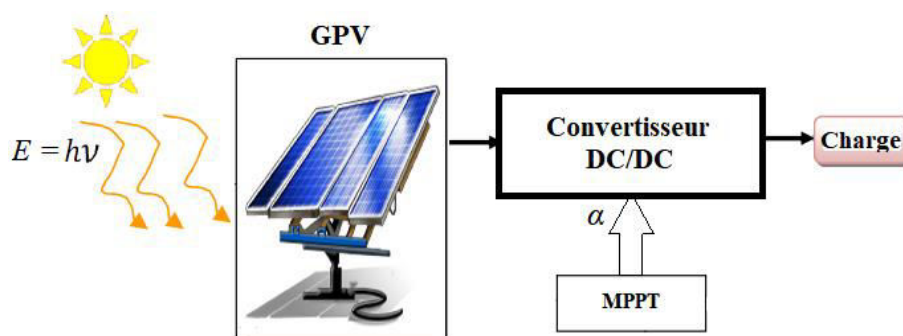 GPV
E = hν
Convertisseur
DC/DC
Charge
α
MPPT